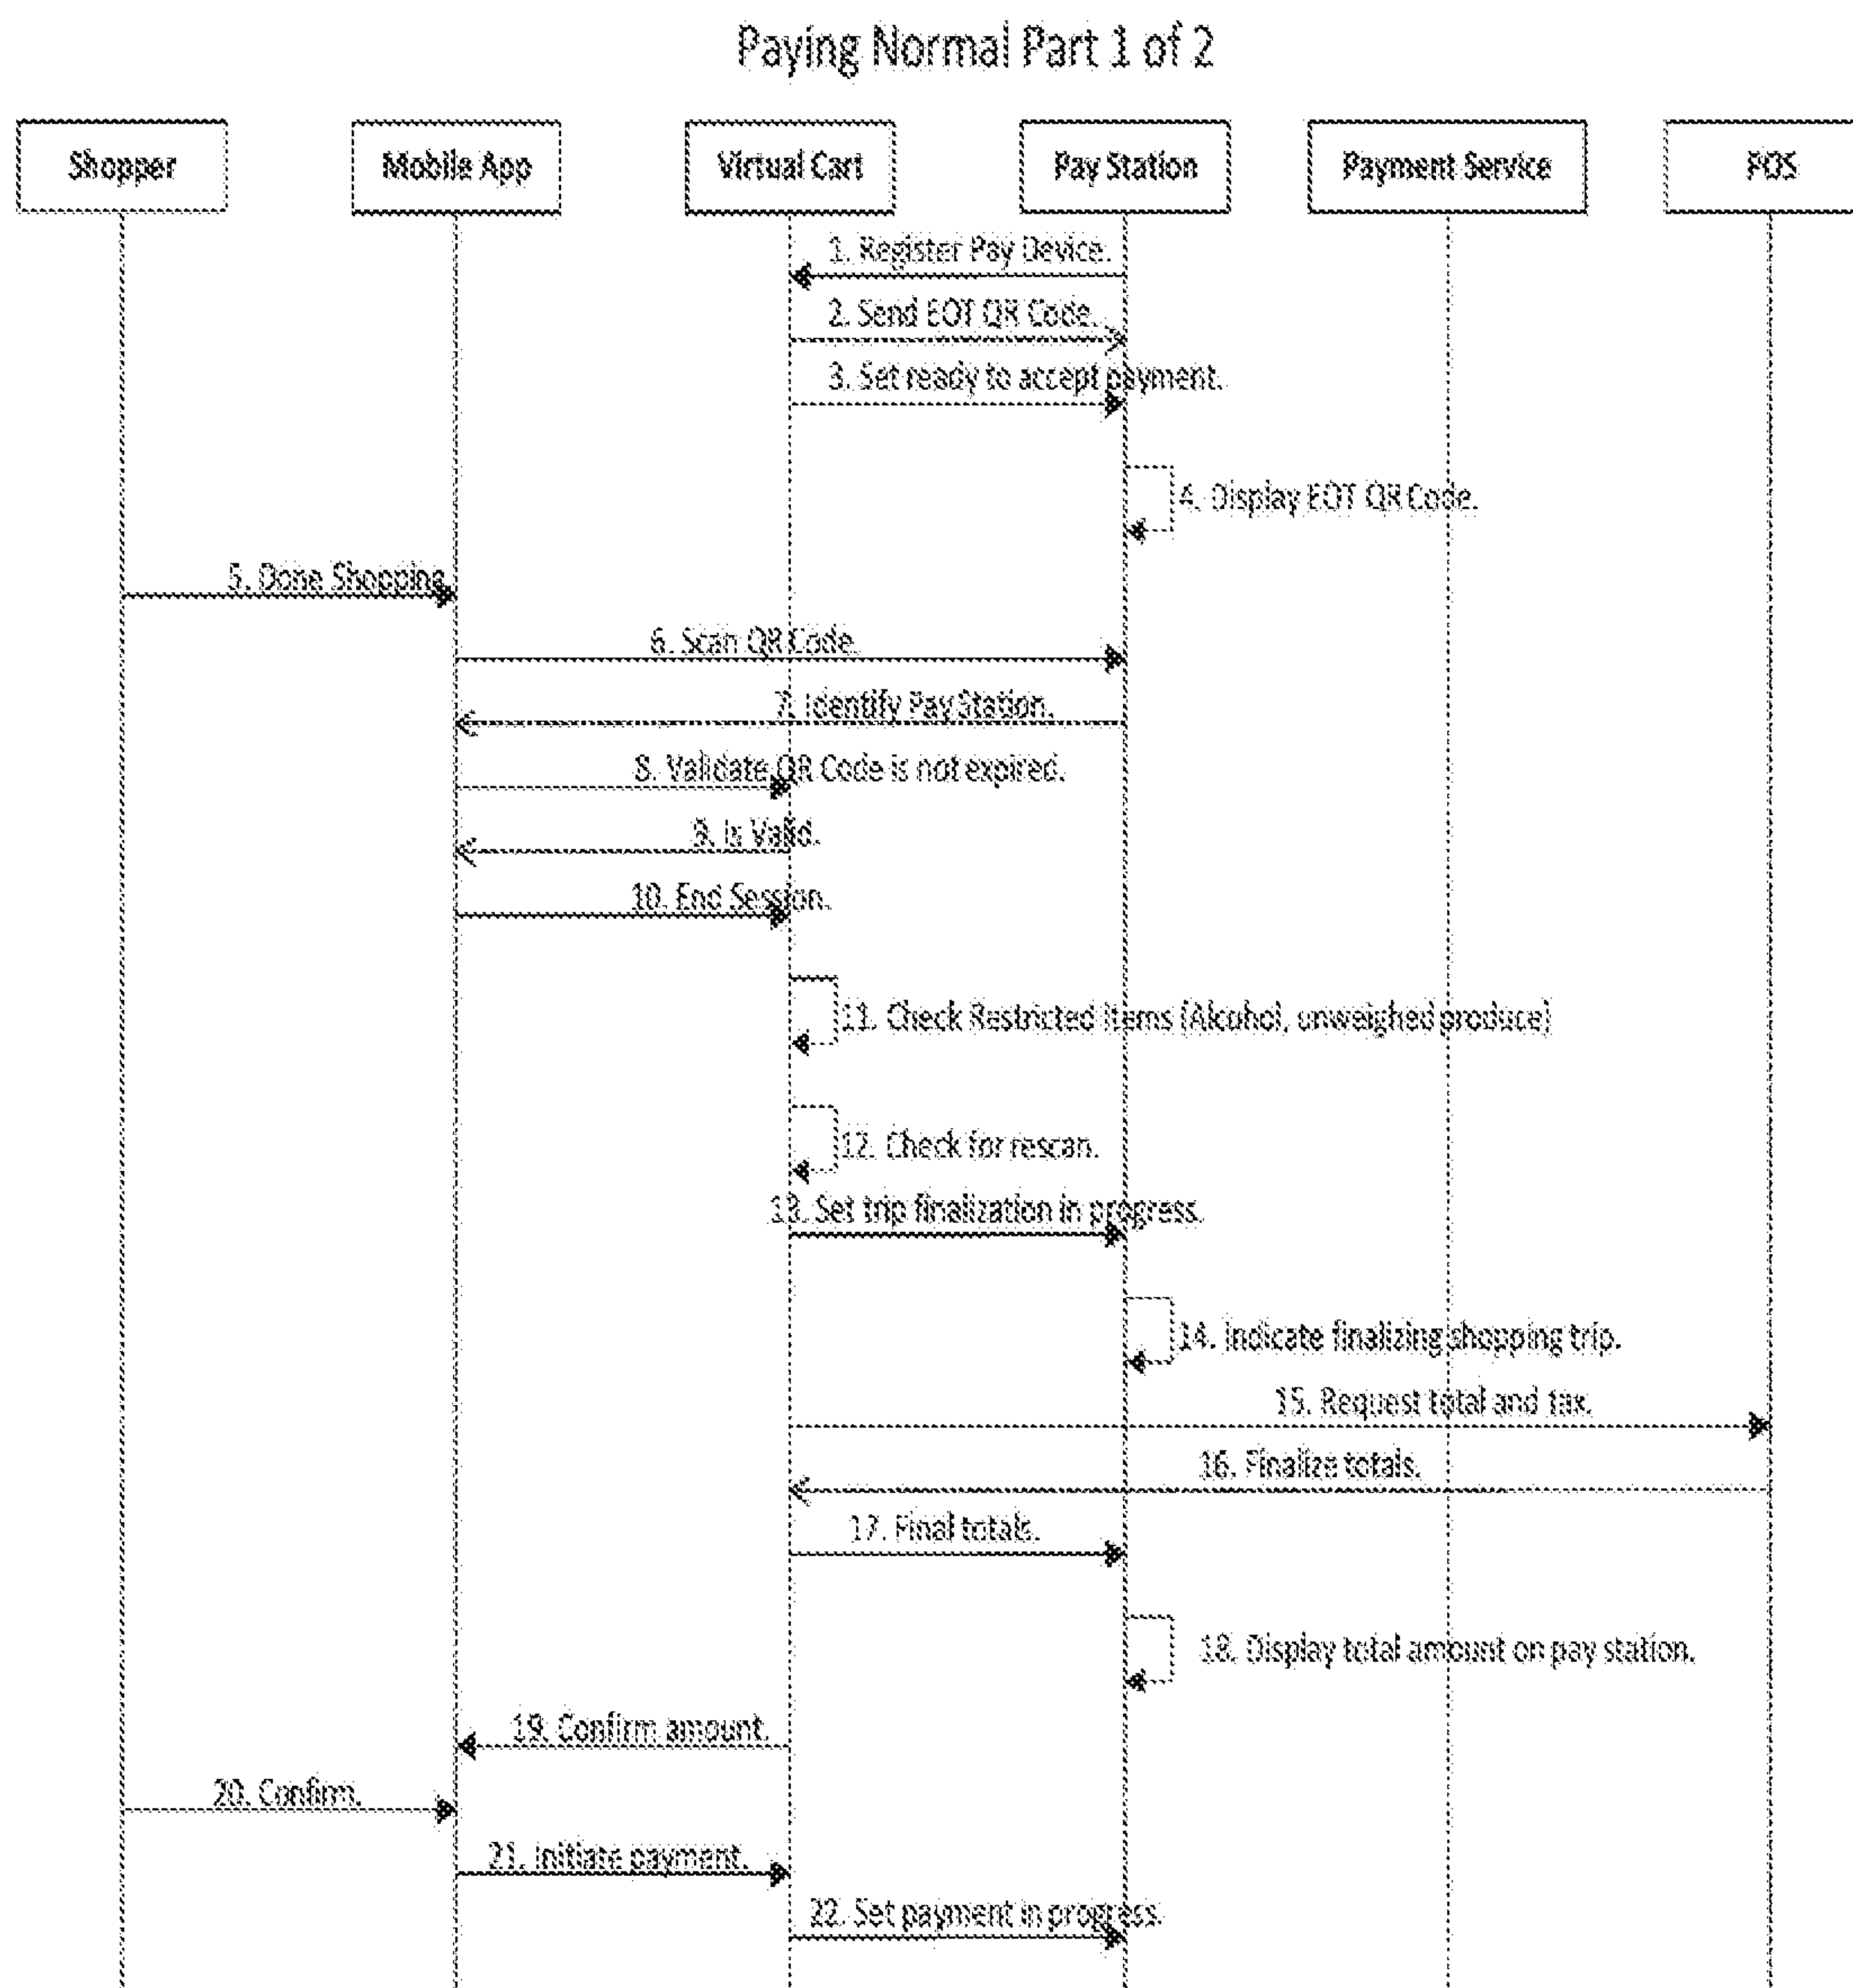 Paying Normal Part 1 of 2
Shopper
Mobile App
Virtual Cart
Pay Station
Payment Service
POS
1. Register Pay Device.
2. Send EOT QR Code.
3. Set ready to accept payment.
4. Display EOT QR Code.
5. Done Shopping.
6. Scan QR Code.
7. Identify Pay Station.
8. Validate QR Code is not expired.
9. Is Valid.
10. End Session.
11. Check Restricted Items (Alcohol, unweighed produce)
12. Check for rescan.
13. Set trip finalization in progress.
14. Indicate finalizing shopping trip.
15. Request total and tax.
16. Finalize totals.
17. Final totals.
18. Display total amount on pay station.
19. Confirm amount.
20. Confirm.
21. Initiate payment.
22. Set payment in progress.